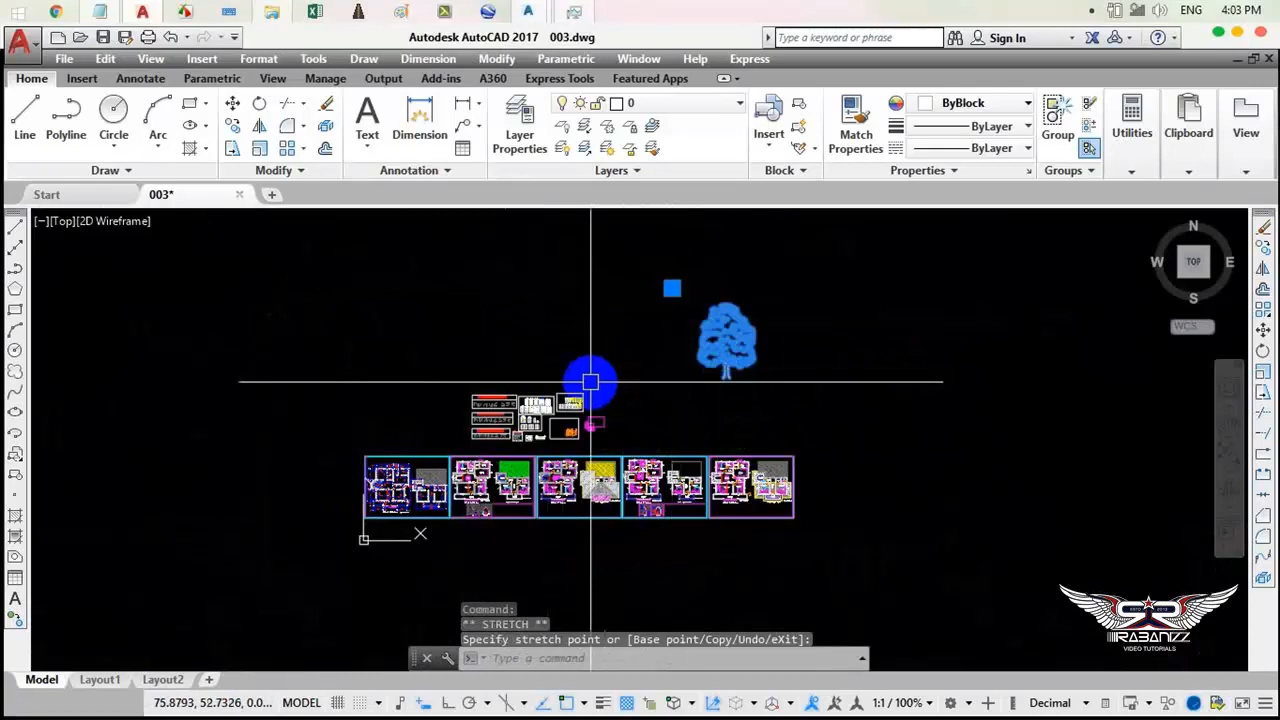 ENG 4:03 PM
Autodesk AutoCAD 2017 003.dwg
Type a keyword or phrase
Sign In
File Edit View Insert Format Tools Draw Dimension Modify Parametric Window Help Express
Home Insert Annotate Parametric View Manage Output Add-ins A360 Express Tools Featured Apps
0
ByBlock
Line Polyline Circle Arc
Text Dimension
Layer Properties
Insert
Match Properties
ByLayer
ByLayer
Group
Utilities
Clipboard
View
Draw Modify Annotation Layers Block Properties Groups
Start 003*
[−][Top][2D Wireframe]
N
W TOP E
S
WCS
X
Command:
** STRETCH **
Specify stretch point or [Base point/Copy/Undo/eXit]:
Type a command
RABANIZZ
VIDEO TUTORIALS
Model Layout1 Layout2
75.8793, 52.7326, 0.0... MODEL 1:1 / 100% Decimal